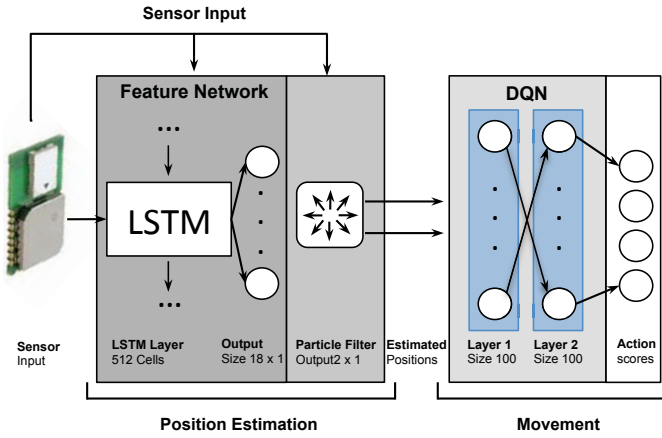 Sensor Input
Feature Network
DQN
...
LSTM
...
Sensor
Input
LSTM Layer
512 Cells
Output
Size 18 x 1
Particle Filter
Output2 x 1
Estimated
Positions
Layer 1
Size 100
Layer 2
Size 100
Action
scores
Position Estimation
Movement